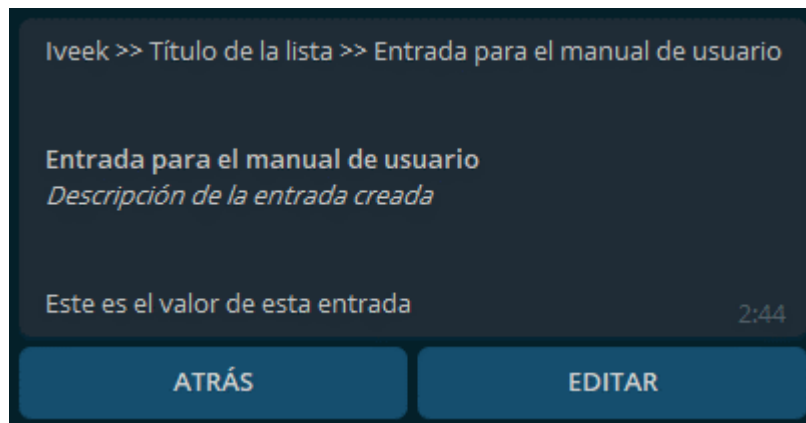 Iveek >> Título de la lista >> Entrada para el manual de usuario
Entrada para el manual de usuario
Descripción de la entrada creada
Este es el valor de esta entrada
2:44
ATRÁS
EDITAR